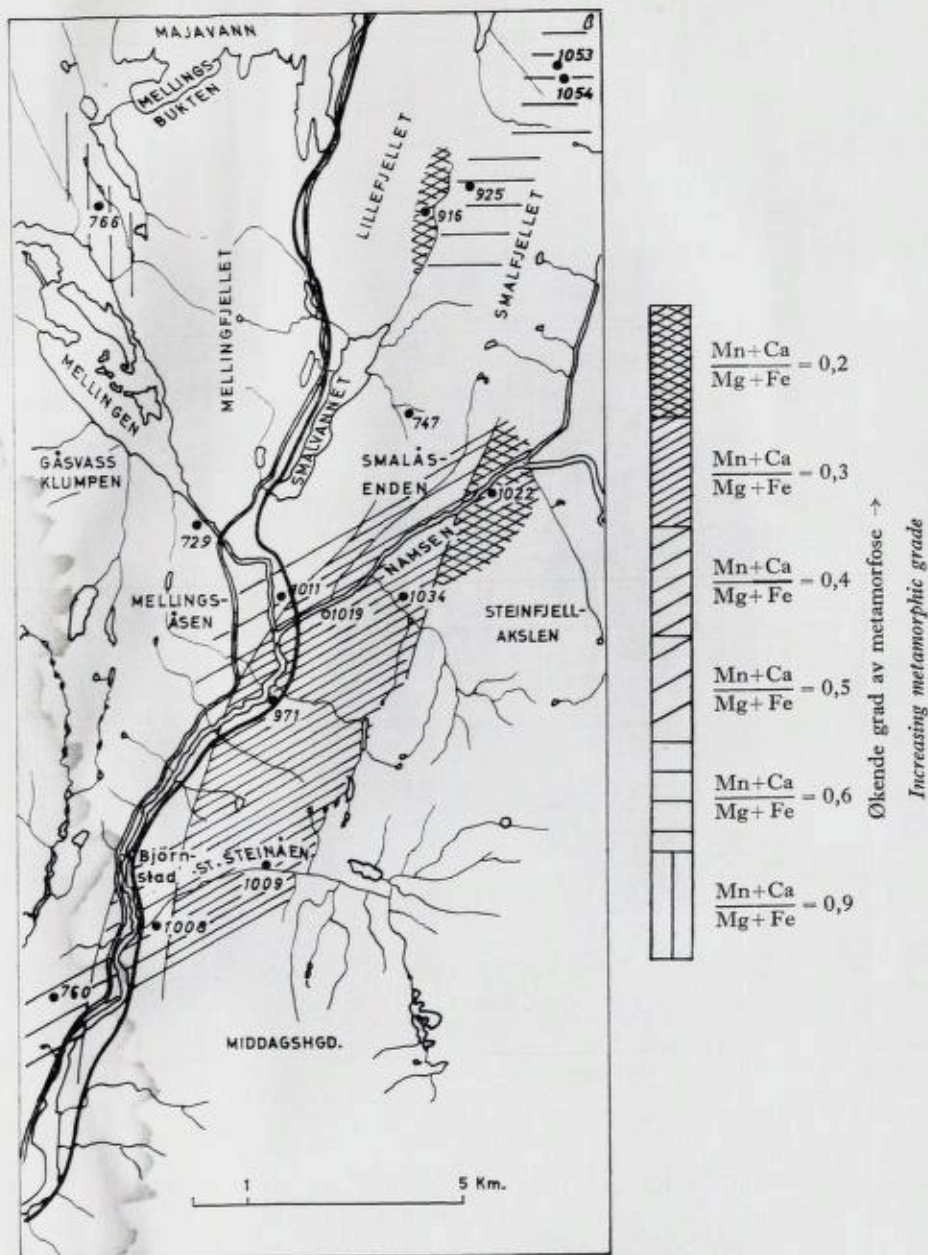 MAJAVANN
MELLINGS-
BUKTEN
1053
1054
LILLEFJELLET
925
916
766
SMALFJELLET
MELLINGFJELLET
MELLINGEN
SMALVANNET
747
GÅSVASS
KLUMPEN
SMALÅS-
ENDEN
1022
729
NAMSEN
1011
1034
MELLINGS-
ÅSEN
1019
STEINFJELL-
AKSLEN
971
Björn-
stad
ST. STEINÅEN
1009
1008
760
MIDDAGSHGD.
1
5 Km.
Mn+Ca
Mg+Fe
= 0,2
Mn+Ca
Mg+Fe
= 0,3
Mn+Ca
Mg+Fe
= 0,4
Mn+Ca
Mg+Fe
= 0,5
Mn+Ca
Mg+Fe
= 0,6
Mn+Ca
Mg+Fe
= 0,9
Økende grad av metamorfose →
Increasing metamorphic grade